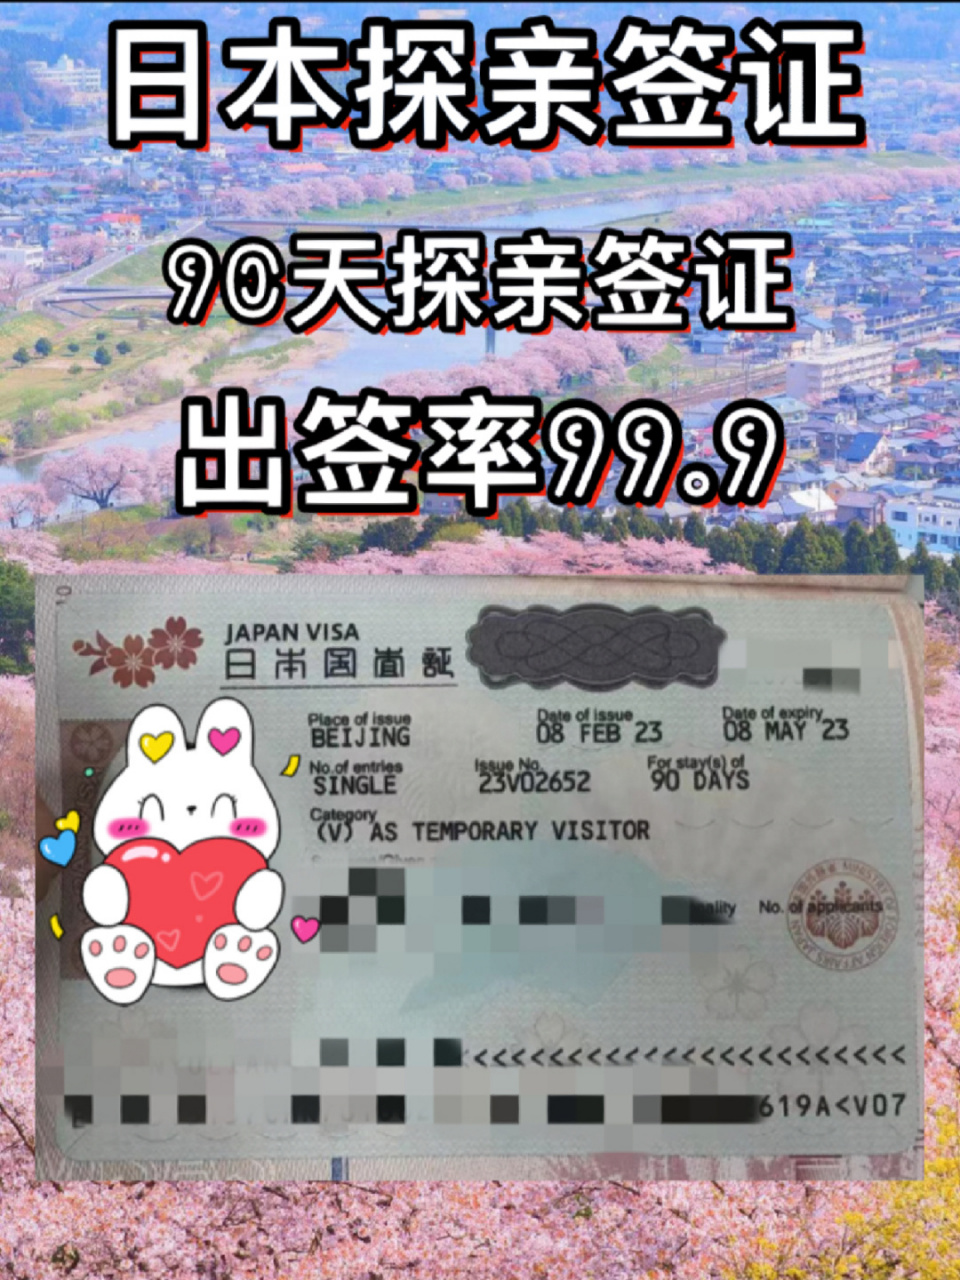 日本探亲签证
90天探亲签证
出签率99.9
JAPAN VISA
日本国査証
Place of issue Date of issue Date of expiry
BEIJING 08 FEB 23 08 MAY '23
No.of entries Issue No. For stay(s) of
SINGLE 23V02652 90 DAYS
Category
(V) AS TEMPORARY VISITOR
No. of applicants
<<<<<<<<<<<<<<<<<<<<<<<
619A<V07